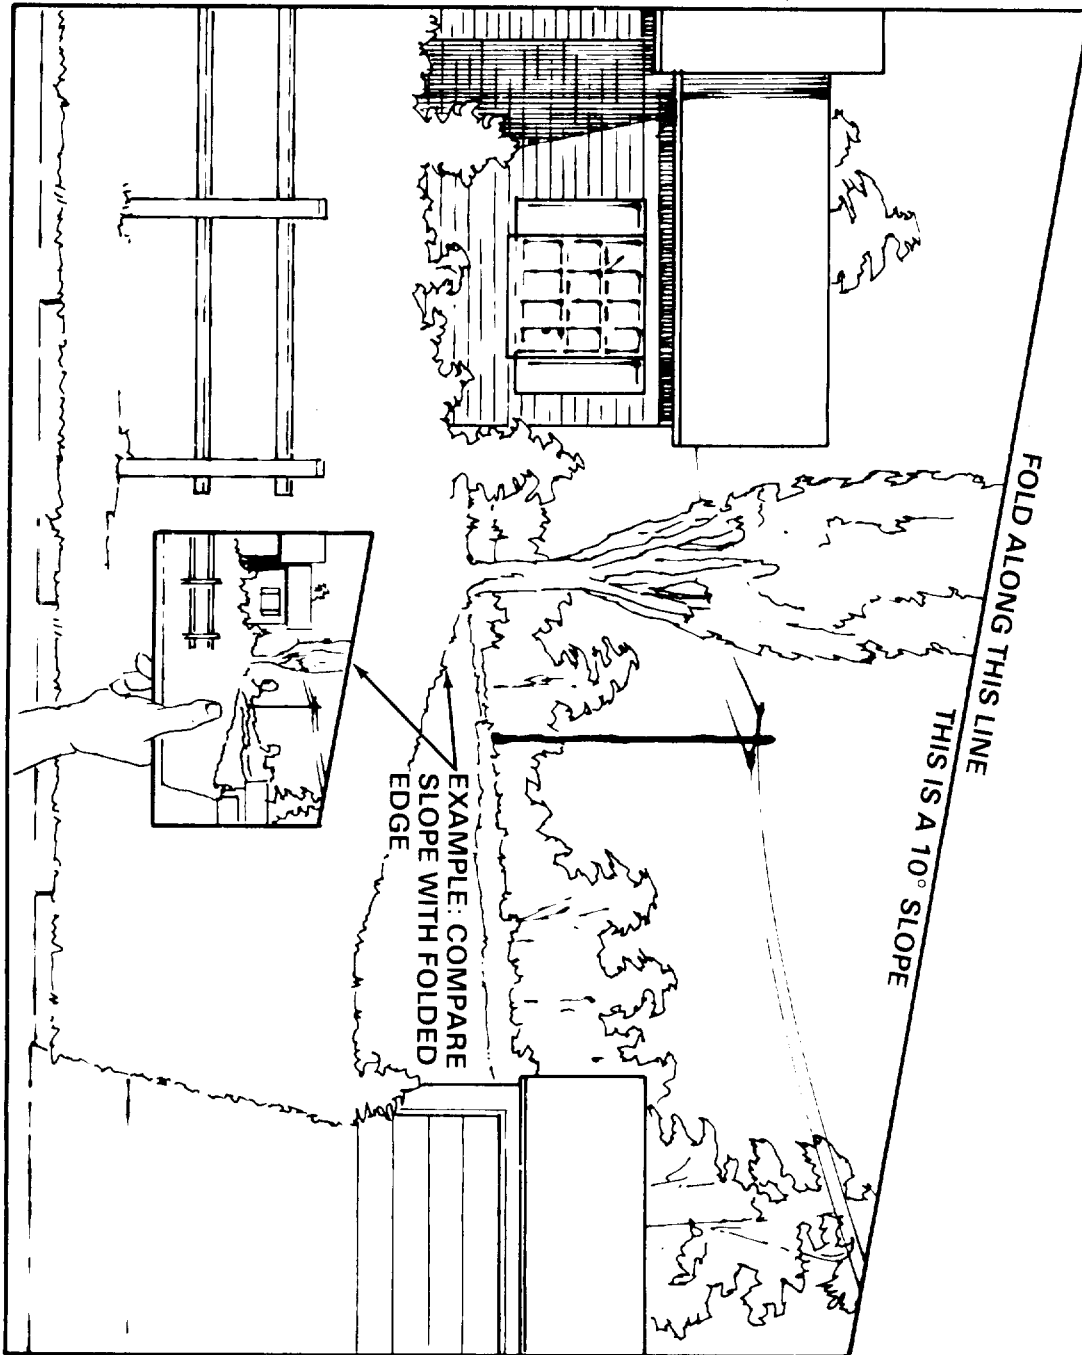 FOLD ALONG THIS LINE
THIS IS A 10° SLOPE
EXAMPLE: COMPARE
SLOPE WITH FOLDED
EDGE